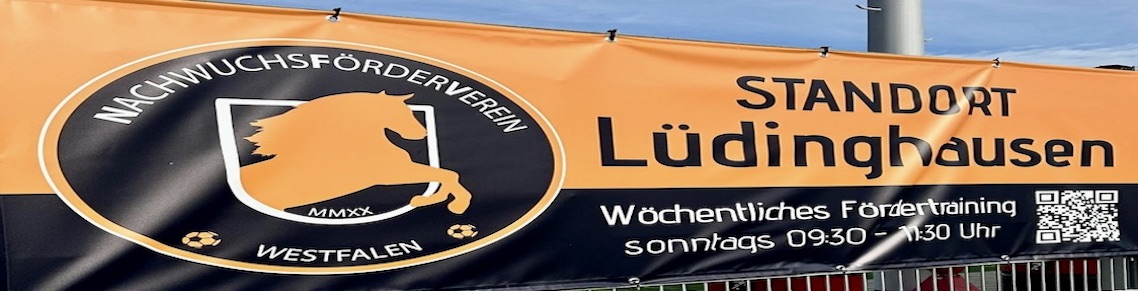 NACHWUCHSFÖRDERVEREIN
MMXX
WESTFALEN
STANDORT
Lüdinghausen
Wöchentliches Fördertraining
sonntags 09:30 - 11:30 Uhr